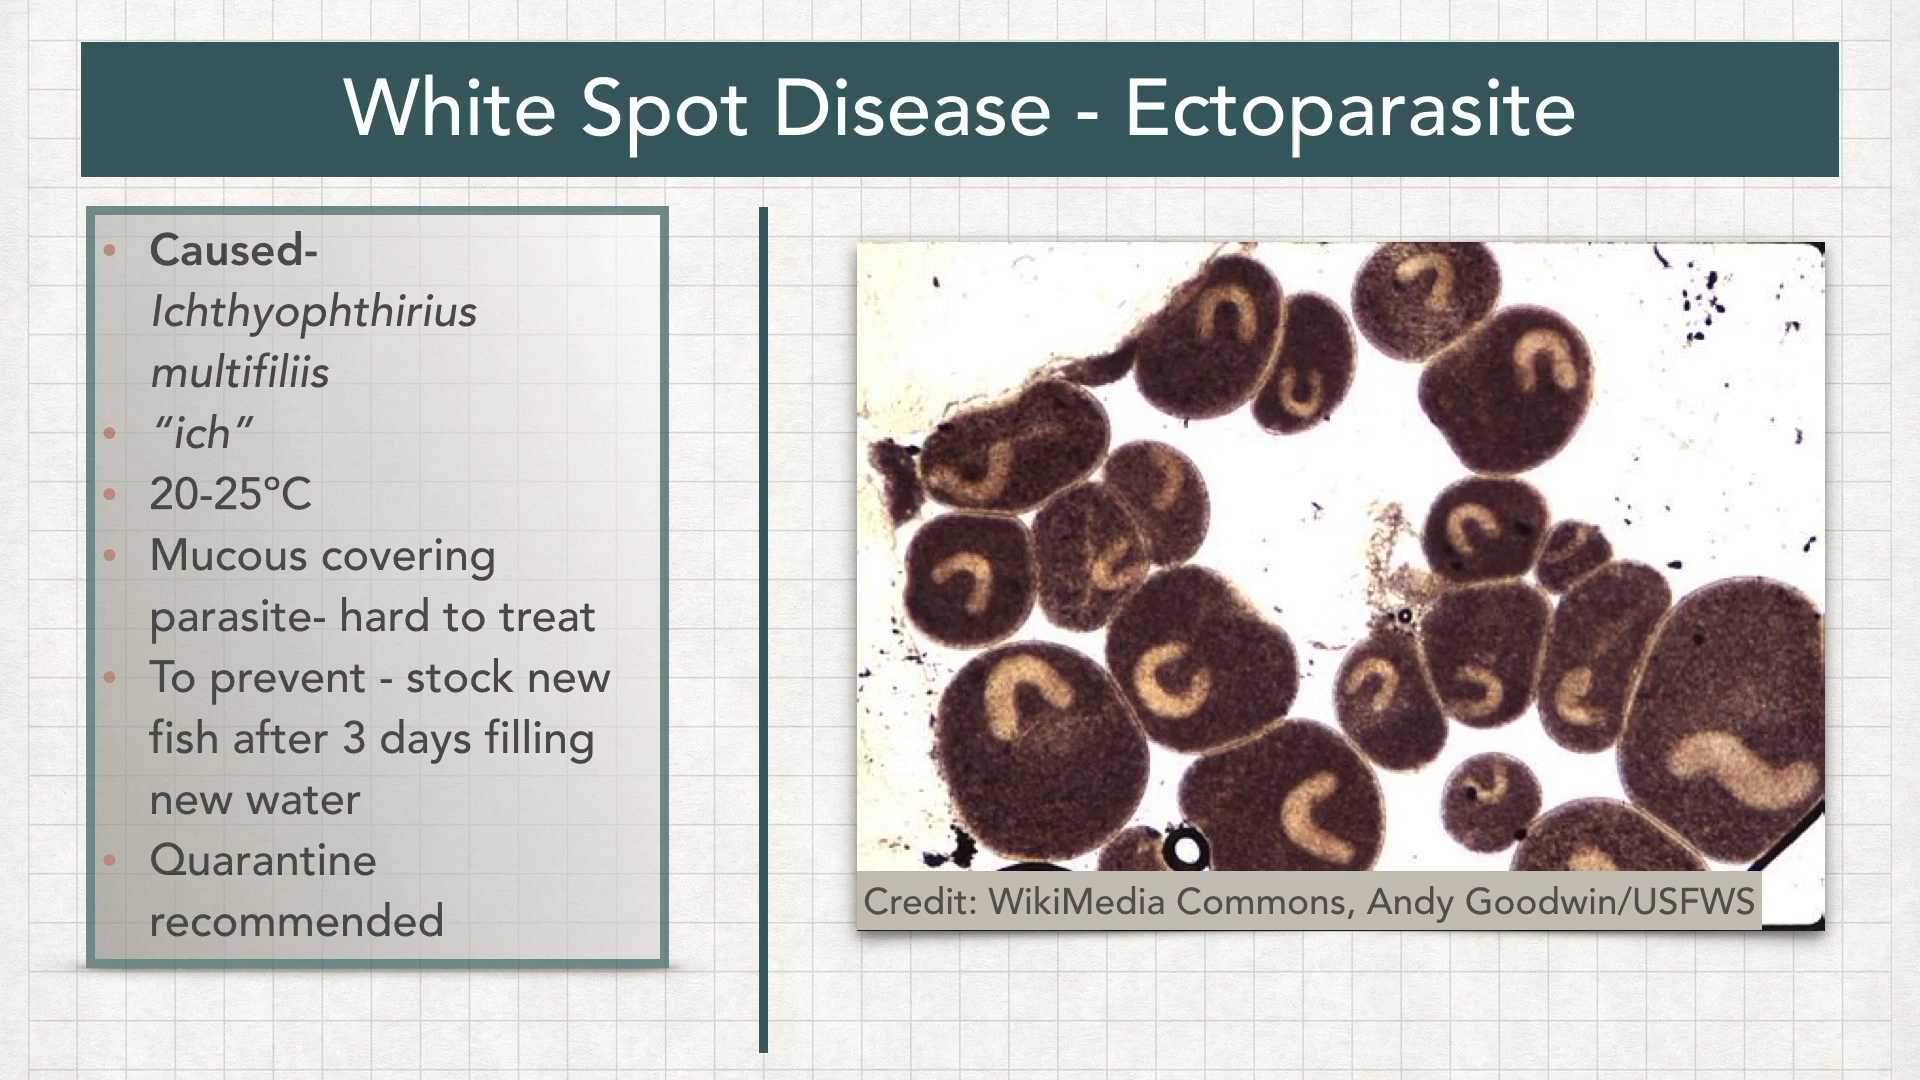 White Spot Disease - Ectoparasite
• Caused-
Ichthyophthirius
multifiliis
• “ich”
• 20-25ºC
• Mucous covering
parasite- hard to treat
• To prevent - stock new
fish after 3 days filling
new water
• Quarantine
recommended
Credit: WikiMedia Commons, Andy Goodwin/USFWS